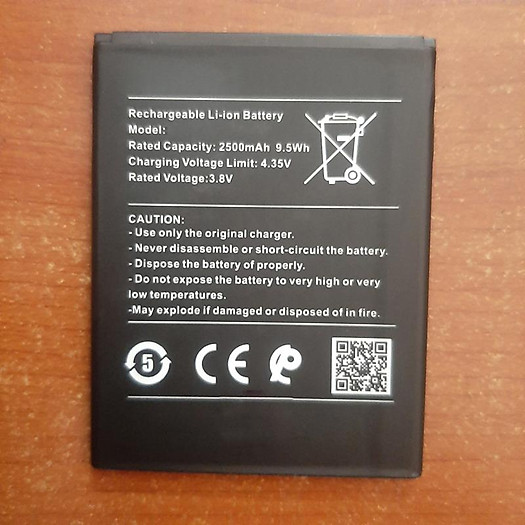 Rechargeable Li-ion Battery
Model:
Rated Capacity: 2500mAh 9.5Wh
Charging Voltage Limit: 4.35V
Rated Voltage:3.8V
CAUTION:
- Use only the original charger.
- Never disassemble or short-circuit the battery.
- Dispose the battery of properly.
- Do not expose the battery to very high or very
low temperatures.
-May explode if damaged or disposed of in fire.
5 CE